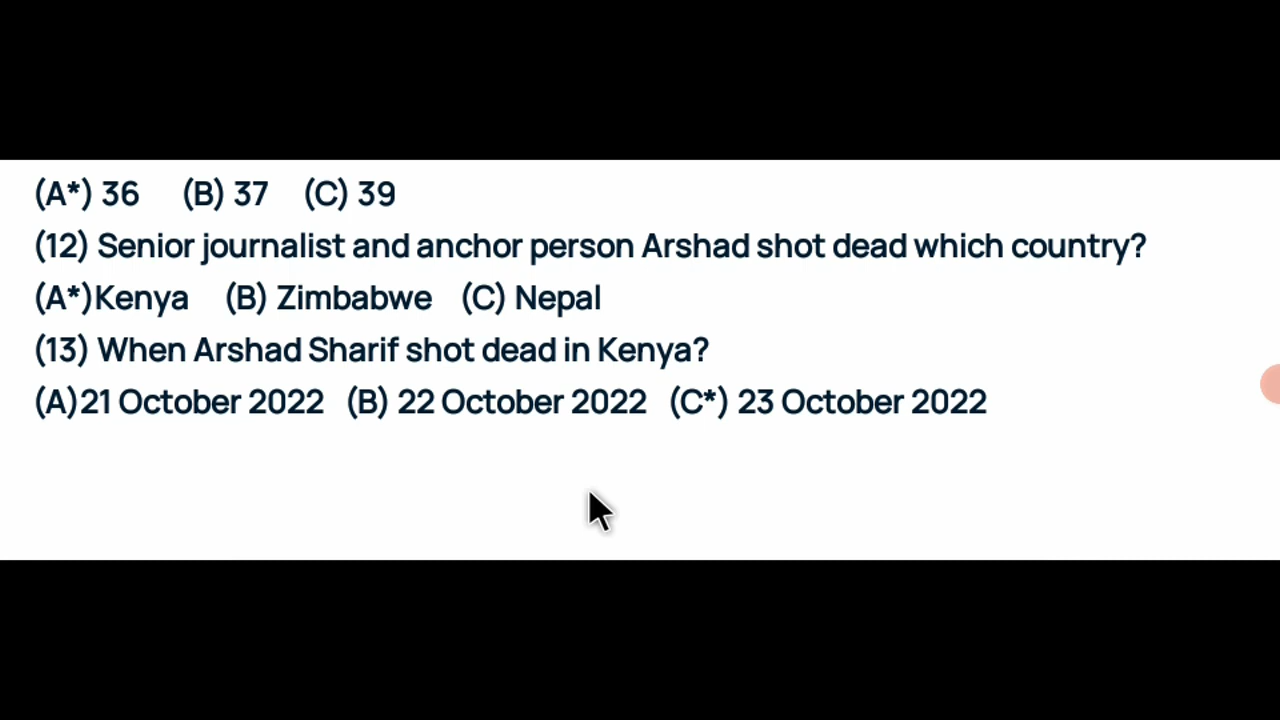 (A*) 36 (B) 37 (C) 39
(12) Senior journalist and anchor person Arshad shot dead which country?
(A*)Kenya (B) Zimbabwe (C) Nepal
(13) When Arshad Sharif shot dead in Kenya?
(A)21 October 2022 (B) 22 October 2022 (C*) 23 October 2022